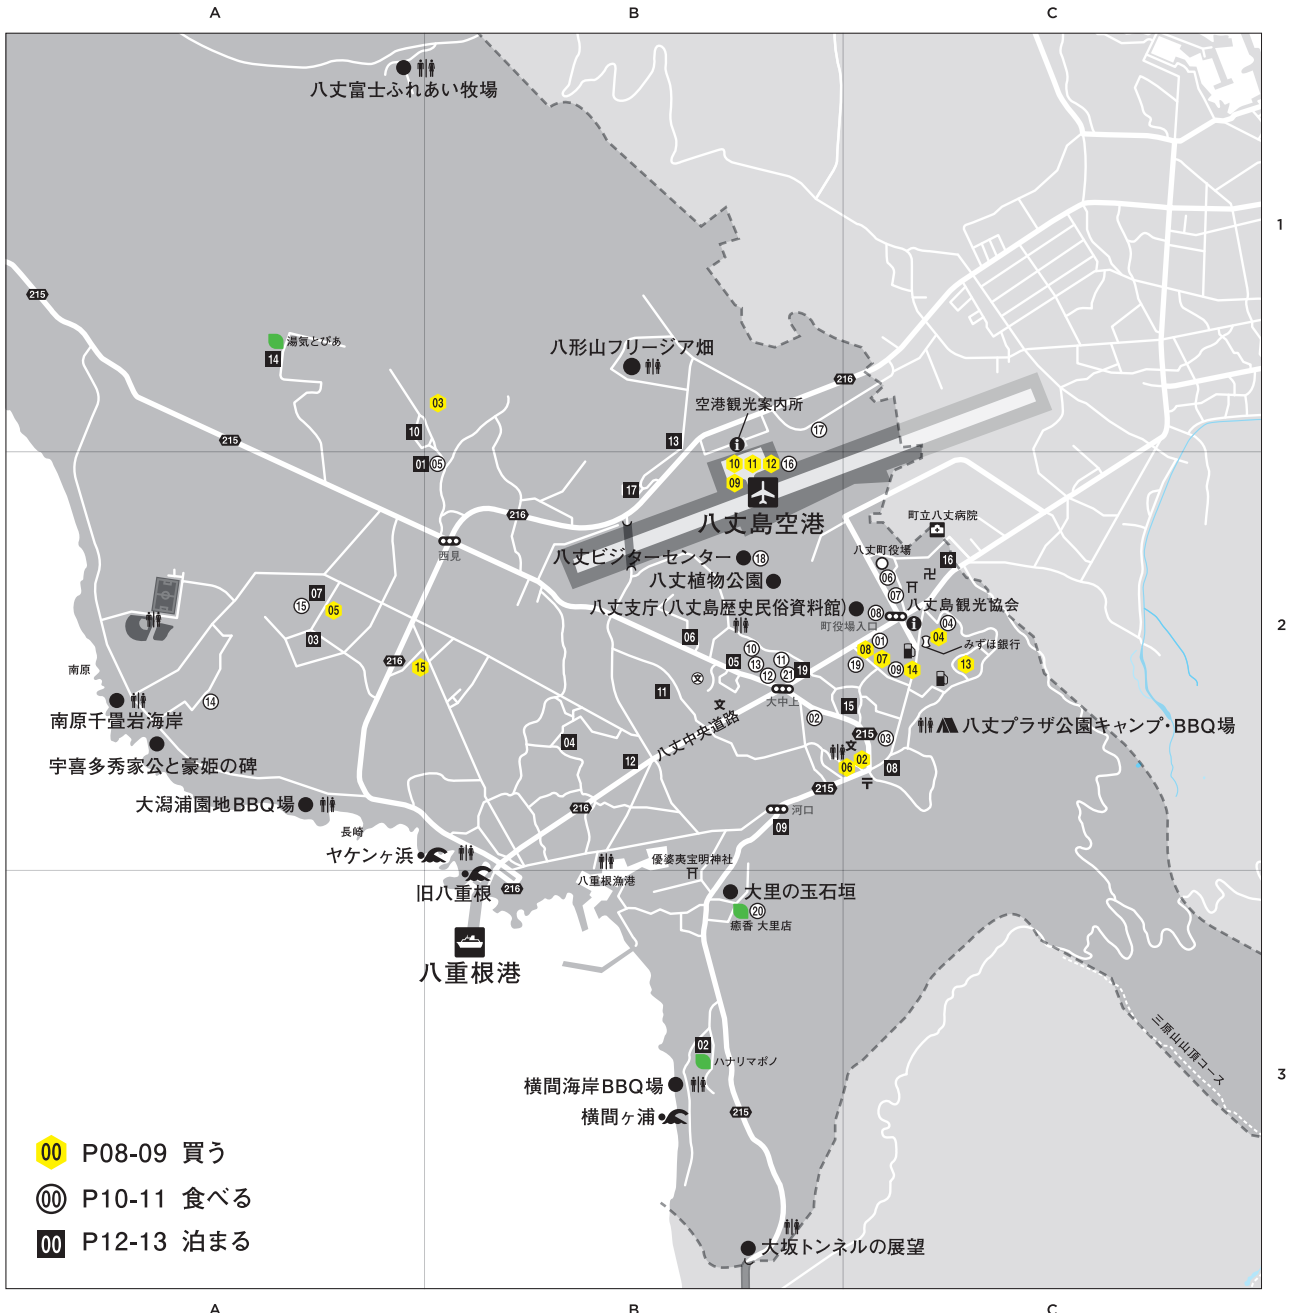 A B C
八丈富士ふれあい牧場
1
215
湯気とぴあ
14
八形山フリージア畑
216
03
空港観光案内所
10
17
215
13
01 05
10 11 12 16
09
17
216
八丈島空港
町立八丈病院
西見
八丈ビジターセンター 18
八丈町役場
16
八丈植物公園
06
07
07
15
05
八丈支庁(八丈島歴史民俗資料館)
08
八丈島観光協会
町役場入口
04
2
03
06
04
01
みずほ銀行
10
08
216
15
05
13
11
07
19
13
南原
12
21
19
09
14
文
11
14
大中上
15
南原千畳岩海岸
文
02
八丈中央道路
八丈プラザ公園キャンプ・BBQ場
215
03
04
宇喜多秀家公と豪姫の碑
12
文
02
06
08
215
大潟浦園地BBQ場
216
河口
09
長崎
ヤケンヶ浜
優婆夷宝明神社
八重根漁港
旧八重根
216
大里の玉石垣
20
癒香 大里店
八重根港
三原山山頂コース
02
ハナリマポノ
3
横間海岸BBQ場
横間ヶ浦
215
00 P08-09 買う
00 P10-11 食べる
00 P12-13 泊まる
大坂トンネルの展望
A B C